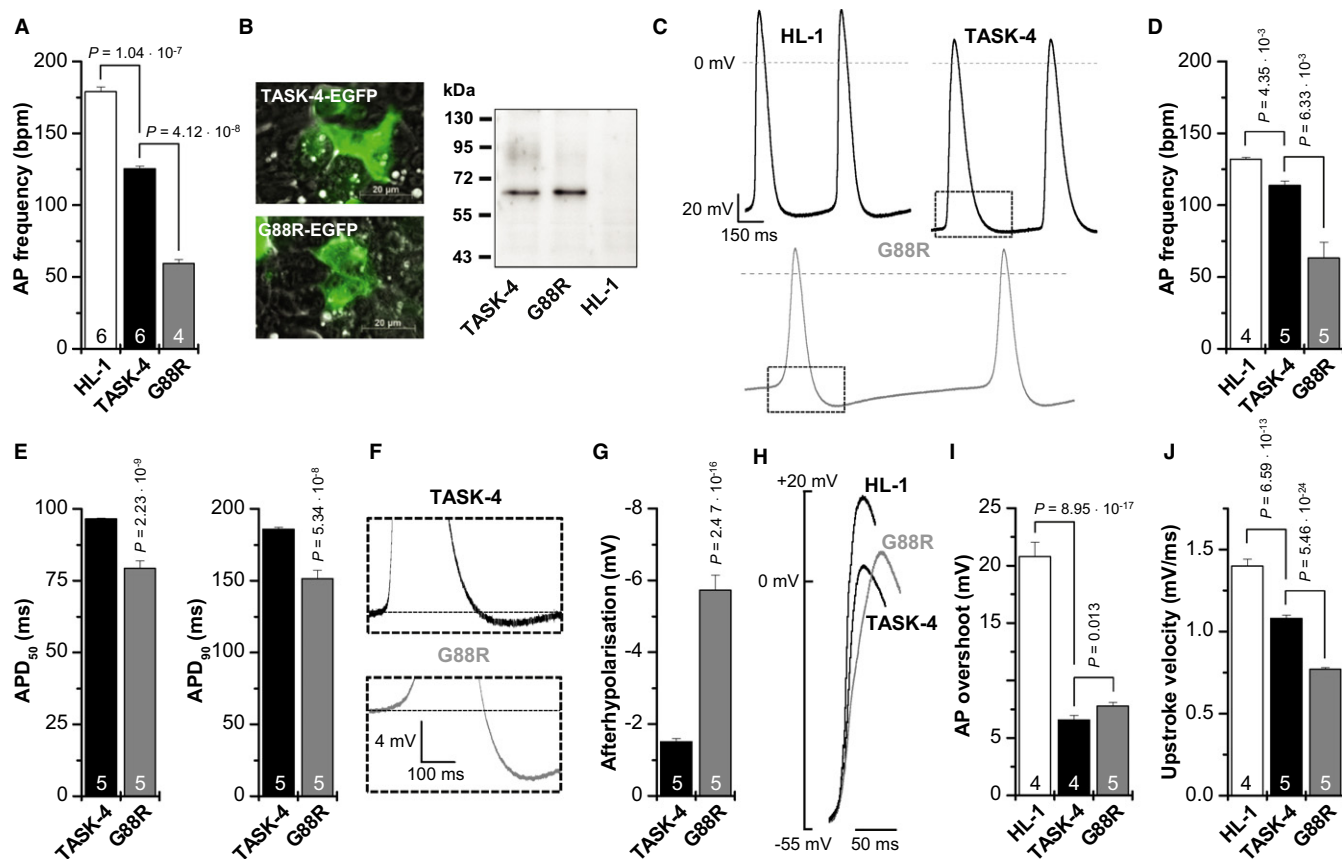 A
P = 1.04 · 10-7
P = 4.12 · 10-8
AP frequency (bpm)
200
150
100
50
0
6
6
4
HL-1
TASK-4
G88R
B
TASK-4-EGFP
20 µm
G88R-EGFP
20 µm
kDa
130
95
72
55
43
TASK-4
G88R
HL-1
C
HL-1
TASK-4
0 mV
20 mV
150 ms
G88R
D
P = 4.35 · 10-3
P = 6.33 · 10-3
AP frequency (bpm)
200
150
100
50
0
4
5
5
HL-1
TASK-4
G88R
E
APD50 (ms)
100
75
50
25
0
P = 2.23 · 10-9
5
5
TASK-4
G88R
APD90 (ms)
200
150
100
50
0
P = 5.34 · 10-8
5
5
TASK-4
G88R
F
TASK-4
G88R
4 mV
100 ms
G
Afterhypolarisation (mV)
-8
-6
-4
-2
0
P = 2.4 7 · 10-16
5
5
TASK-4
G88R
H
+20 mV
HL-1
G88R
0 mV
TASK-4
-55 mV
50 ms
I
AP overshoot (mV)
25
20
15
10
5
0
P = 8.95 · 10-17
P = 0.013
4
4
5
HL-1
TASK-4
G88R
J
P = 6.59 · 10-13
P = 5.46 · 10-24
Upstroke velocity (mV/ms)
1.5
1.0
0.5
0.0
4
5
5
HL-1
TASK-4
G88R